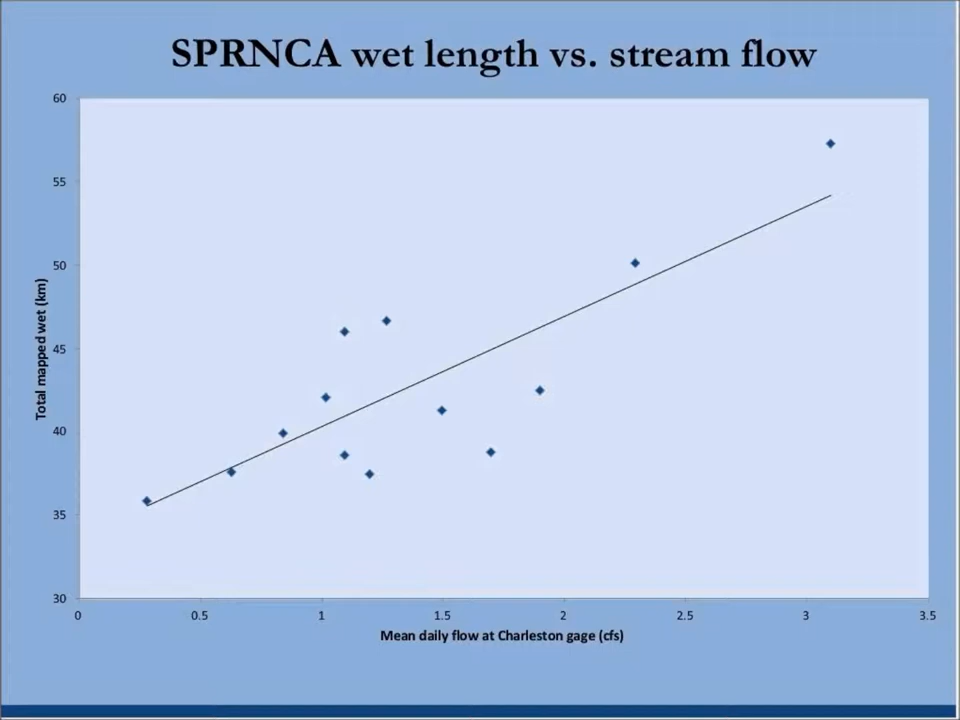 SPRNCA wet length vs. stream flow
60
55
50
45
40
35
30
Total mapped wet (km)
0 0.5 1 1.5 2 2.5 3 3.5
Mean daily flow at Charleston gage (cfs)